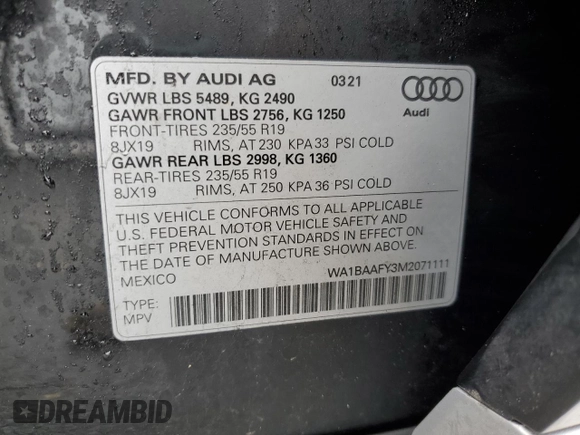 MFD. BY AUDI AG 03 21
GVWR LBS 5489, KG 2490
GAWR FRONT LBS 2756, KG 1250
FRONT-TIRES 235/55 R19
8JX19 RIMS, AT 230 KPA 33 PSI COLD
GAWR REAR LBS 2998, KG 1360
REAR-TIRES 235/55 R19
8JX19 RIMS, AT 250 KPA 36 PSI COLD
Audi
THIS VEHICLE CONFORMS TO ALL APPLICABLE
U.S. FEDERAL MOTOR VEHICLE SAFETY AND
THEFT PREVENTION STANDARDS IN EFFECT ON
THE DATE OF MANUFACTURE SHOWN ABOVE.
MEXICO WA1BAAFY3M2071111
TYPE:
MPV
DREAMBID